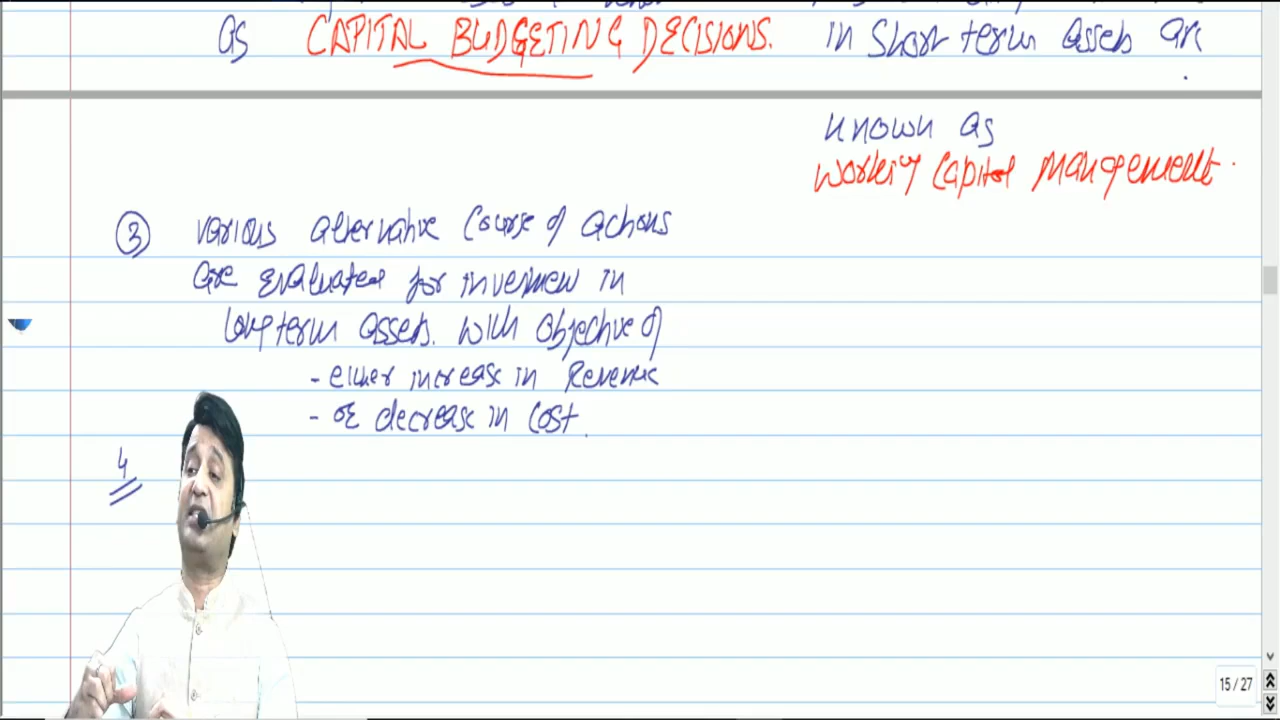 as CAPITAL BUDGETING DECISIONS. in Short term assets are
known as
Working Capital Management.
3 various alternative Course of actions
are evaluated for investment in
long term assets. with objective of
- either increase in Revenue
- or decrease in Cost.
4
15 / 27